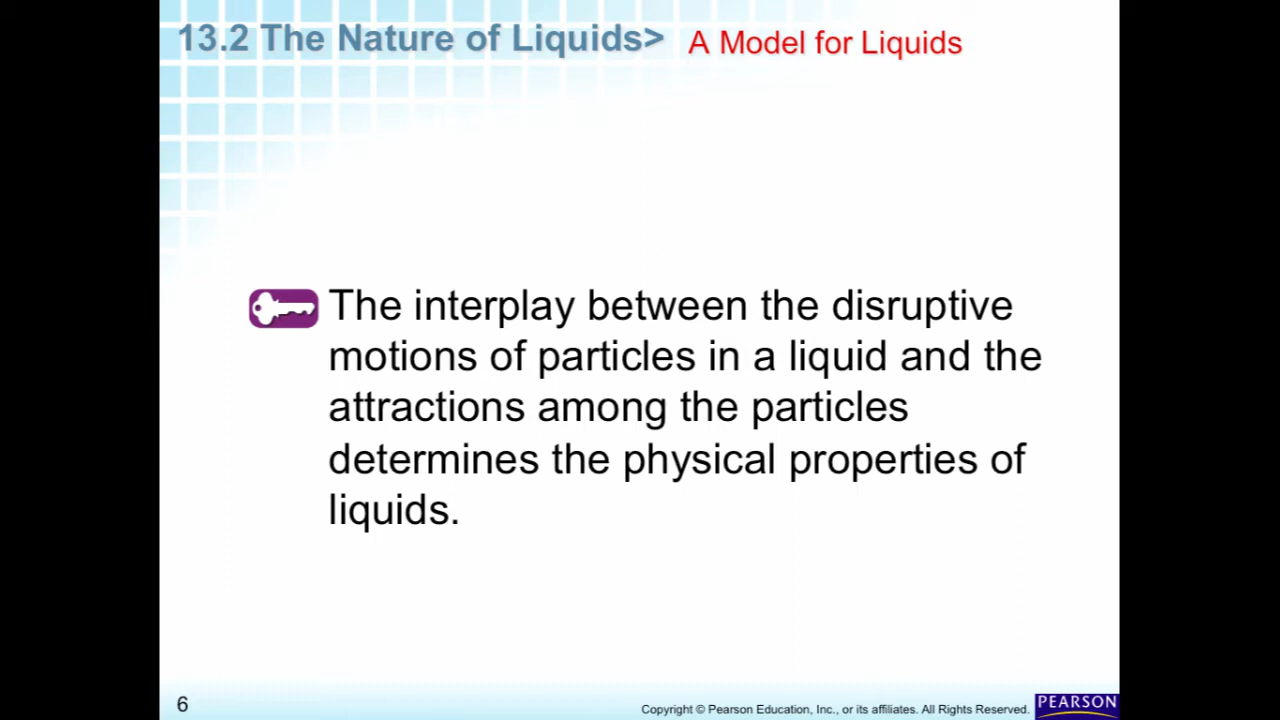 13.2 The Nature of Liquids> A Model for Liquids
The interplay between the disruptive
motions of particles in a liquid and the
attractions among the particles
determines the physical properties of
liquids.
6
Copyright © Pearson Education, Inc., or its affiliates. All Rights Reserved.
PEARSON